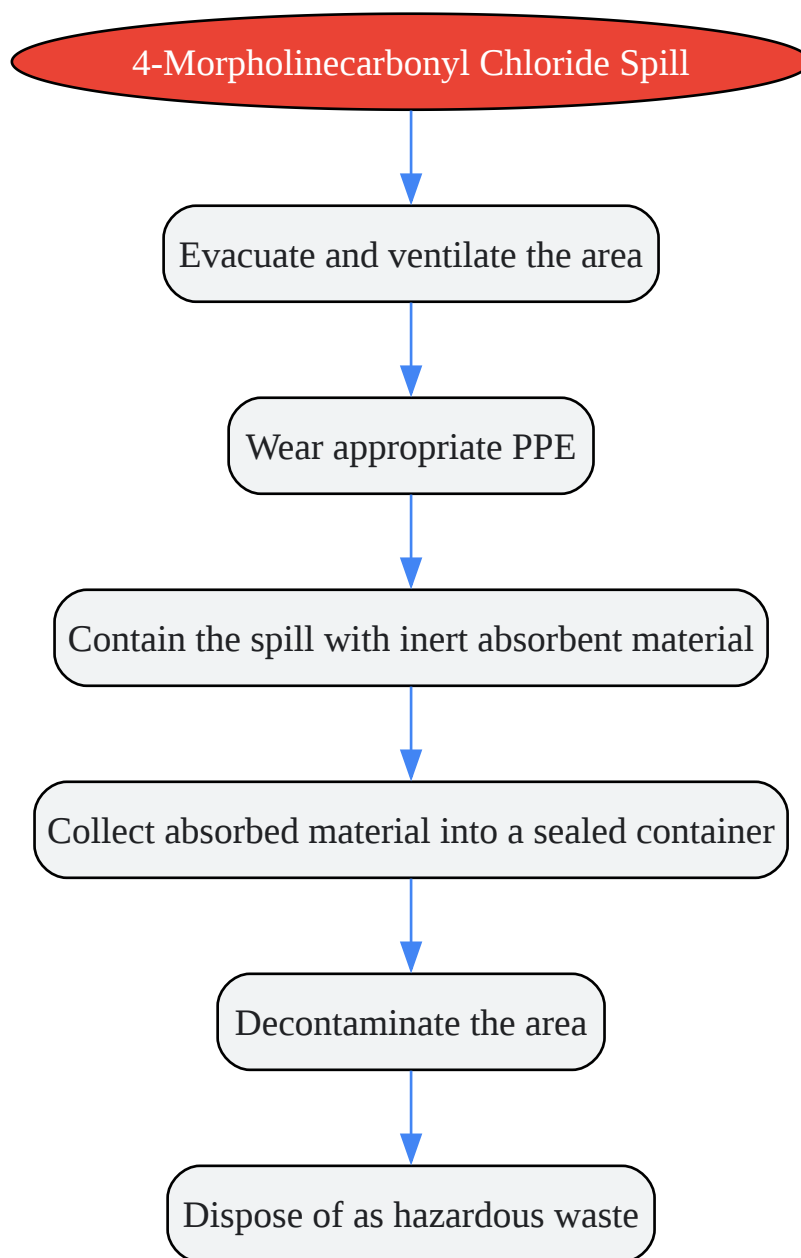 4-Morpholinecarbonyl Chloride Spill
Evacuate and ventilate the area
Wear appropriate PPE
Contain the spill with inert absorbent material
Collect absorbed material into a sealed container
Decontaminate the area
Dispose of as hazardous waste